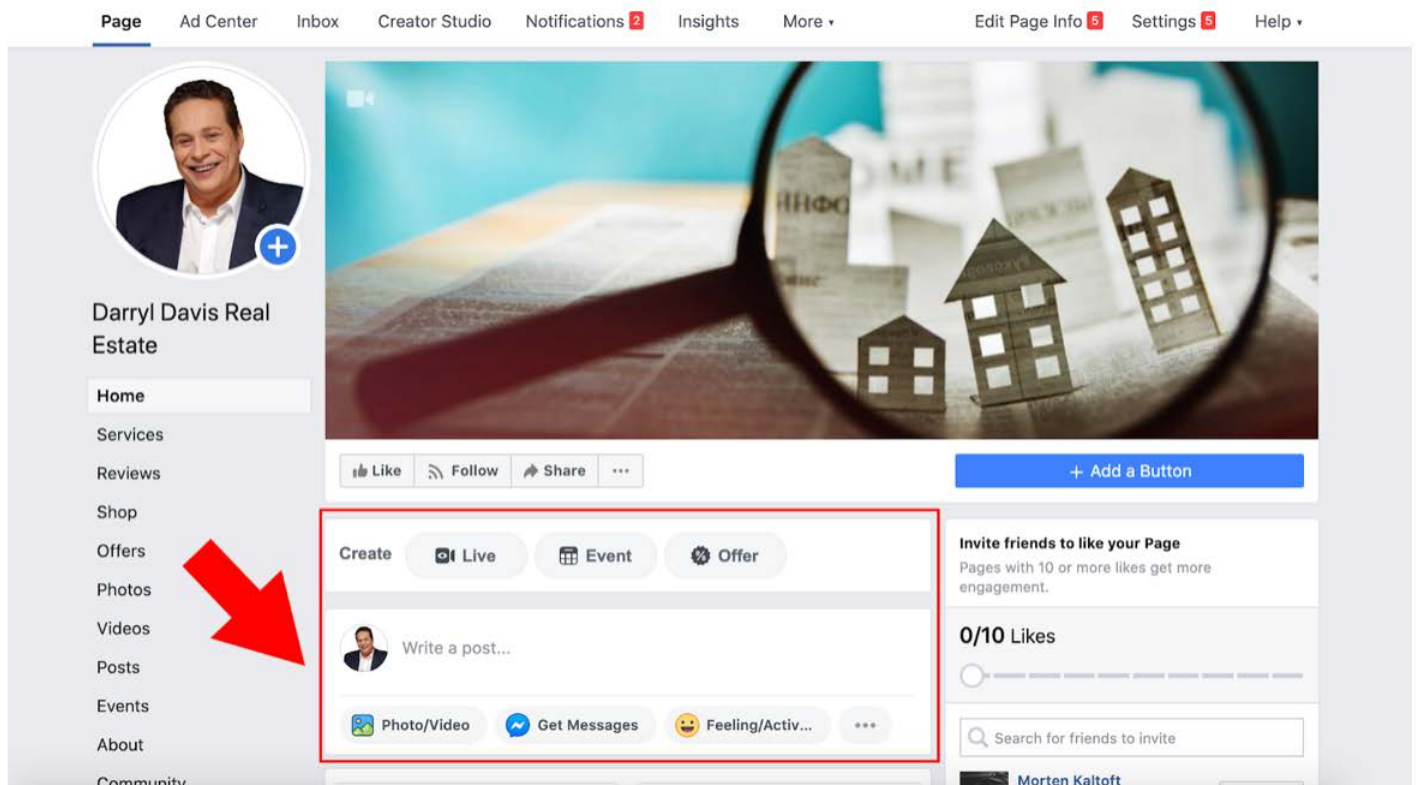 Page Ad Center Inbox Creator Studio Notifications 2 Insights More Edit Page Info 5 Settings 5 Help
Darryl Davis Real
Estate
Home
Services
Reviews
Shop
Offers
Photos
Videos
Posts
Events
About
Community
ИНФО
OME
Like Follow Share ...
+ Add a Button
Create Live Event Offer
Write a post...
Photo/Video Get Messages Feeling/Activ... ...
Invite friends to like your Page
Pages with 10 or more likes get more
engagement.
0/10 Likes
Search for friends to invite
Morten Kaltoft